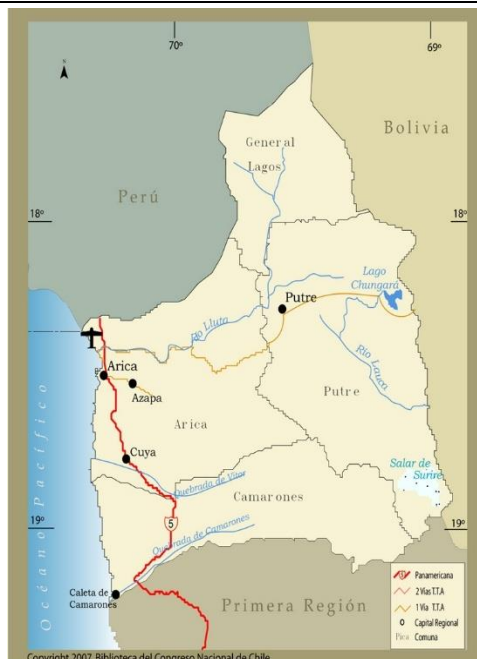 70º
69º
N
General
Lagos
Bolivia
Perú
18º
18º
Lago
Chungará
Putre
Río Lluta
Arica
Azapa
Río Lauca
Putre
Arica
Océano Pacífico
Cuya
Quebrada de Vitor
Camarones
Salar de
Surire
19º
5
19º
Quebrada de Camarones
Caleta de
Camarones
Primera Región
Panamericana
2 Vías T.T.A
1 Vía T.T.A
Capital Regional
Pica Comuna
Copyright 2007 Biblioteca del Congreso Nacional de Chile